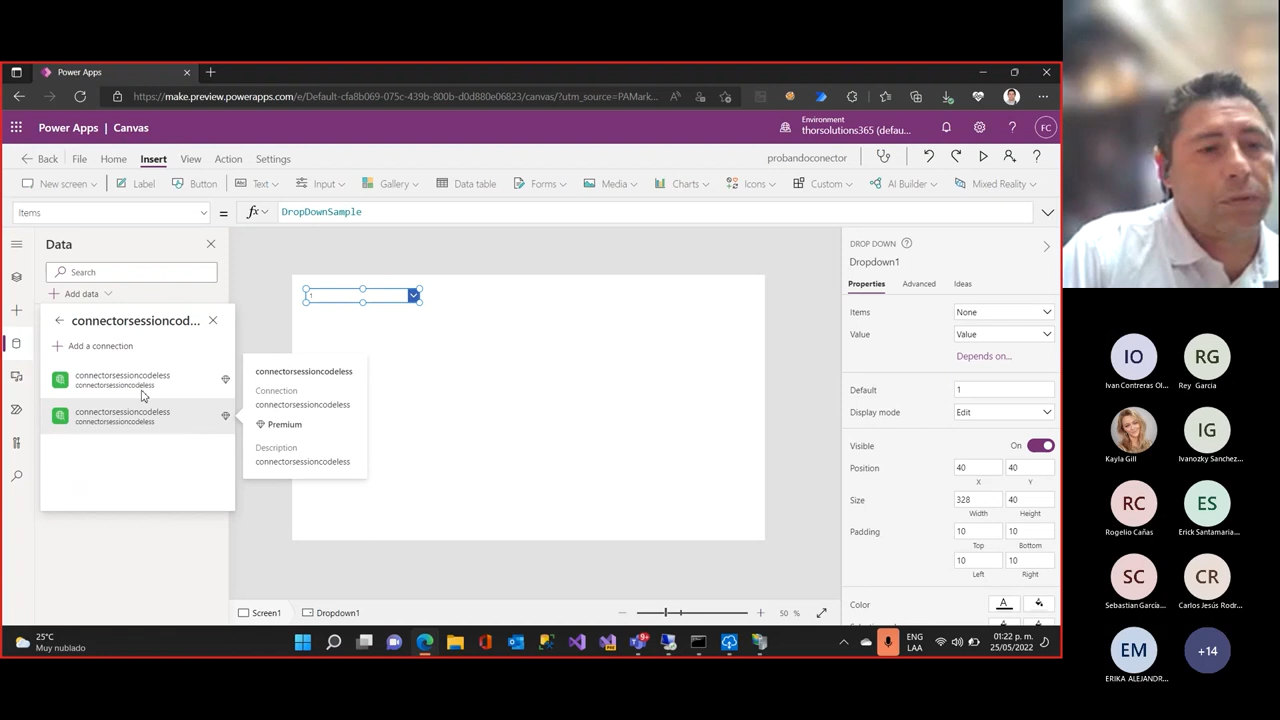 Power Apps
https://make.preview.powerapps.com/e/Default-cfa8b069-075c-439b-800b-d0d880e06823/canvas/?utm_source=PAMark...
Power Apps | Canvas
Environment
thorsolutions365 (defau...
FC
Back File Home Insert View Action Settings
probandoconector
New screen Label Button Text Input Gallery Data table Forms Media Charts Icons Custom AI Builder Mixed Reality
Items = fx DropDownSample
Data
Search
Add data
connectorsessioncod...
Add a connection
connectorsessioncodeless
connectorsessioncodeless
connectorsessioncodeless
connectorsessioncodeless
connectorsessioncodeless
Connection
connectorsessioncodeless
Premium
Description
connectorsessioncodeless
1
DROP DOWN
Dropdown1
Properties Advanced Ideas
Items None
Value Value
Depends on...
Default 1
Display mode Edit
Visible On
Position 40 40
X Y
Size 328 40
Width Height
Padding 10 10
Top Bottom
10 10
Left Right
Color A
Screen1 Dropdown1
50 %
25°C
Muy nublado
9+
ENG
LAA
01:22 p. m.
25/05/2022
IO
Ivan Contreras Ol...
RG
Rey Garcia
Kayla Gill
IG
Ivanozky Sanchez...
RC
Rogelio Cañas
ES
Erick Santamaria...
SC
Sebastian García...
CR
Carlos Jesús Rodr...
EM
ERIKA ALEJANDR...
+14